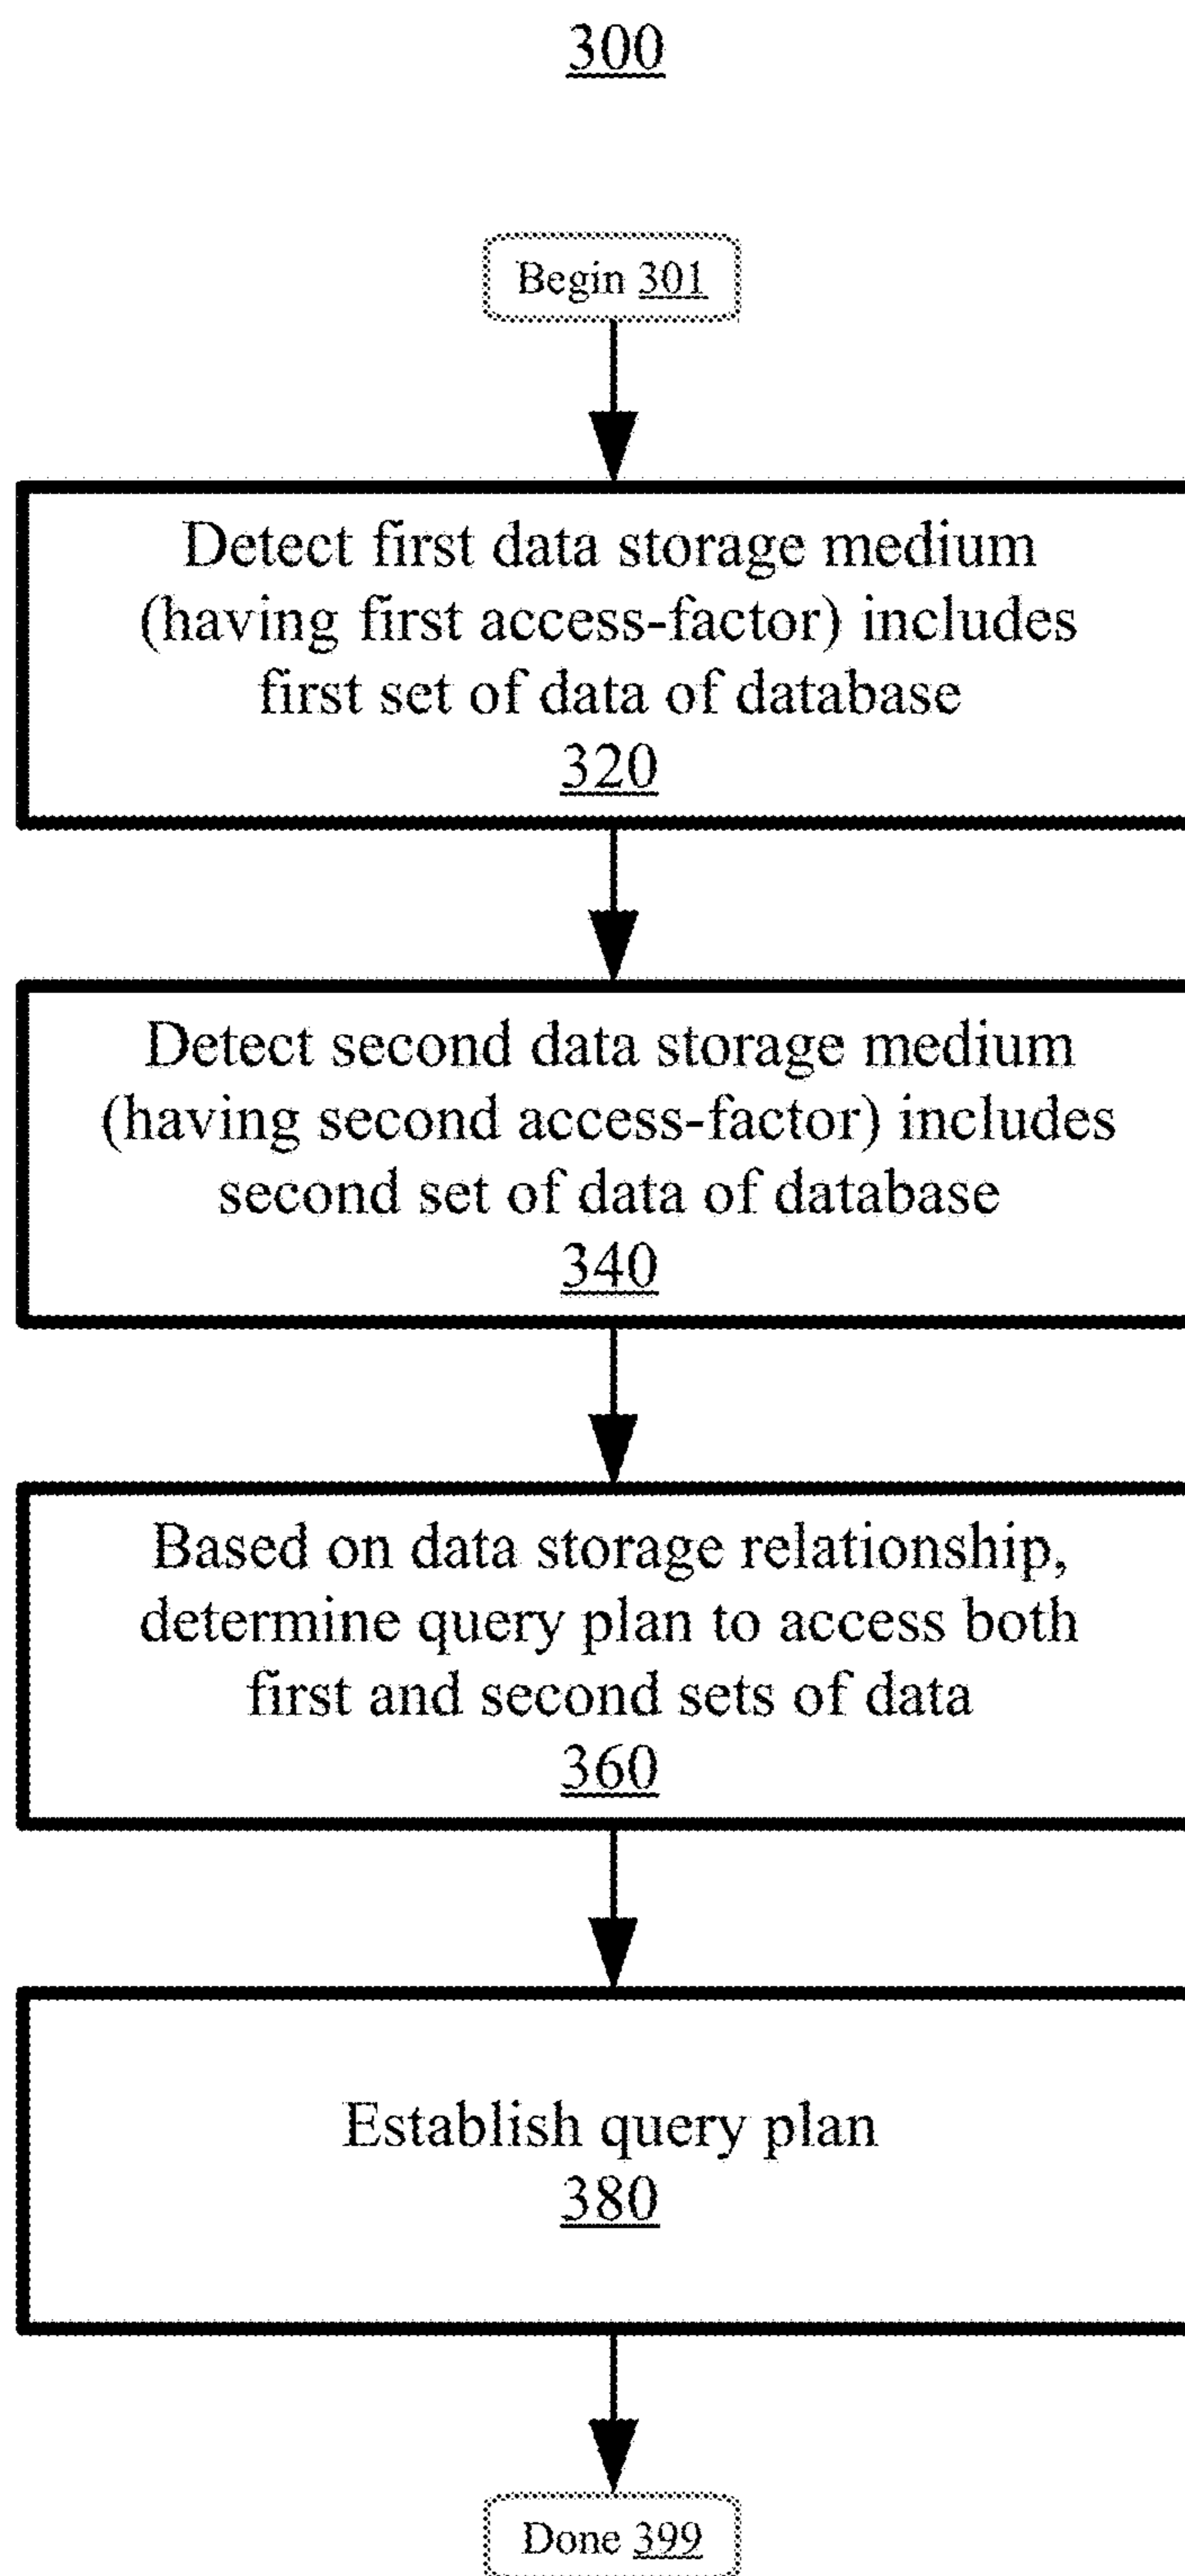 300
Begin 301
Detect first data storage medium
(having first access-factor) includes
first set of data of database
320
Detect second data storage medium
(having second access-factor) includes
second set of data of database
340
Based on data storage relationship,
determine query plan to access both
first and second sets of data
360
Establish query plan
380
Done 399